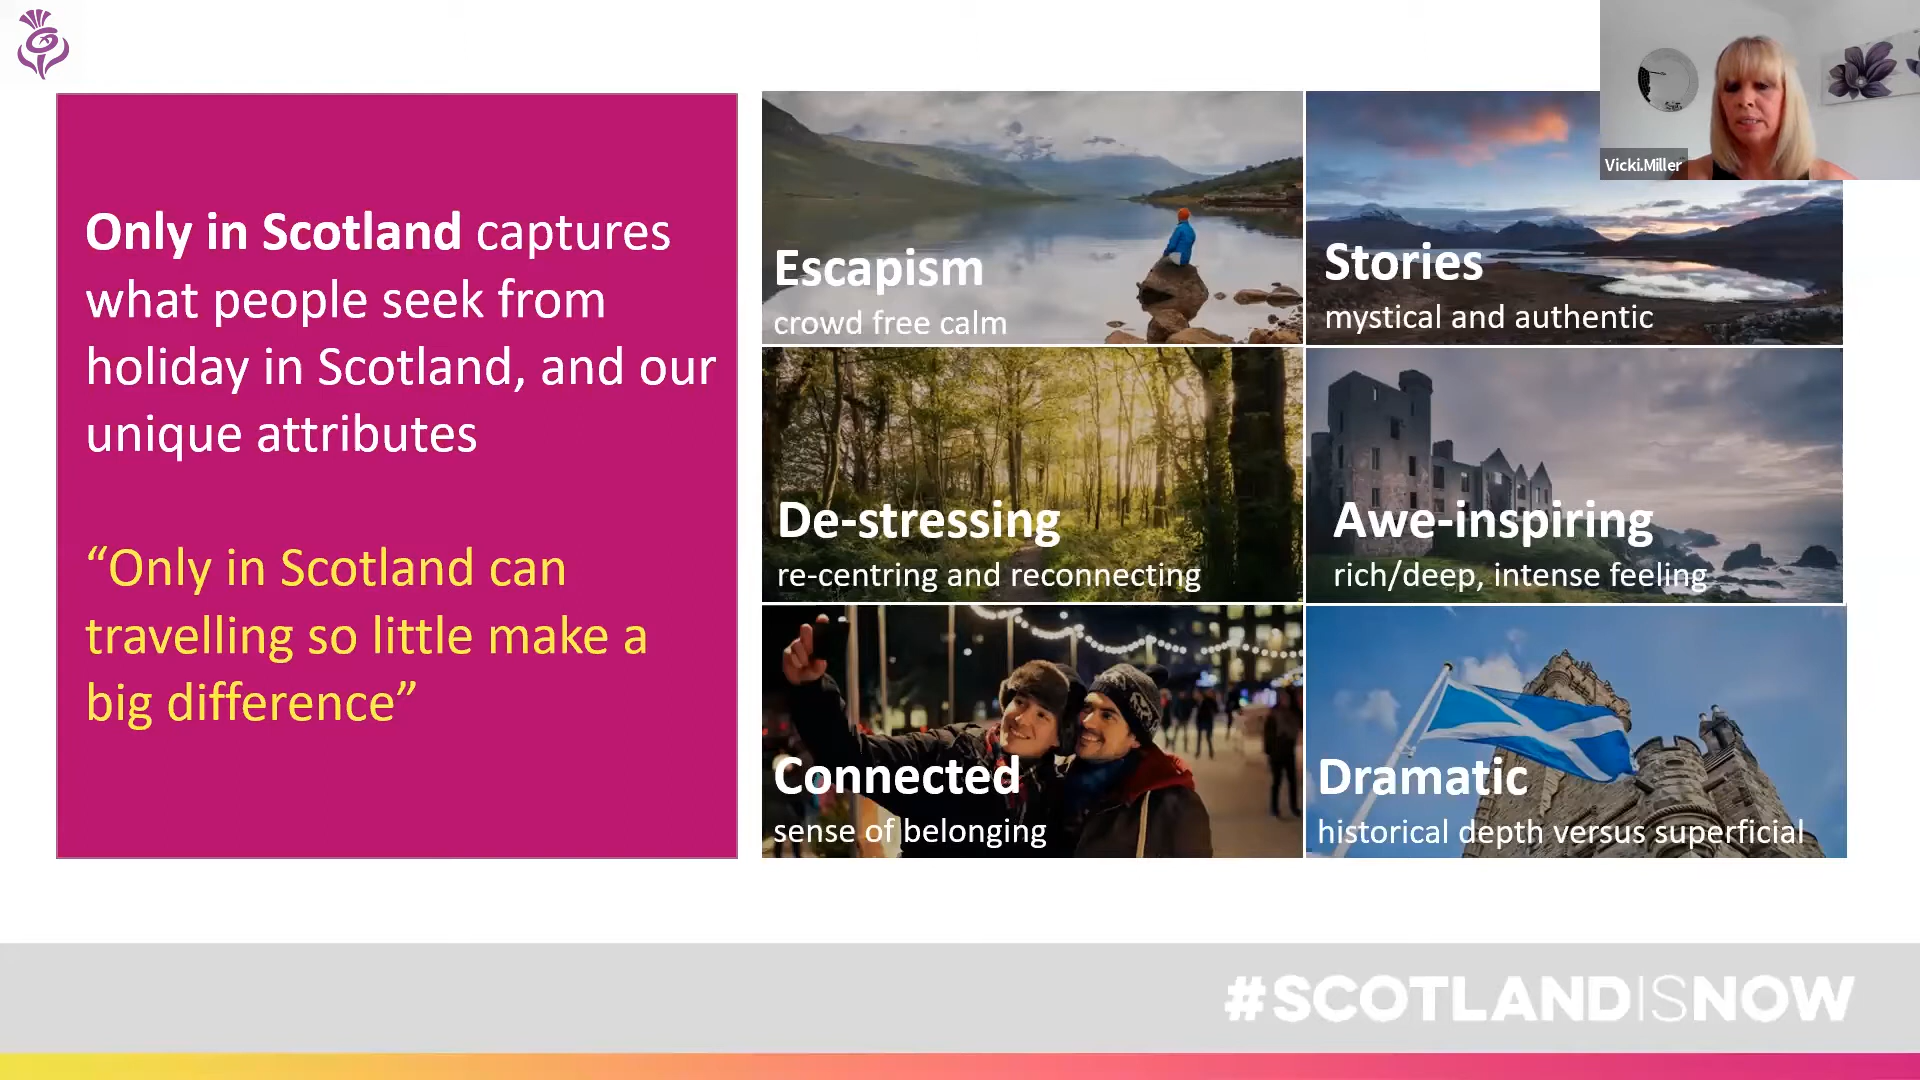 Only in Scotland captures
what people seek from
holiday in Scotland, and our
unique attributes
“Only in Scotland can
travelling so little make a
big difference”
Escapism
crowd free calm
Stories
mystical and authentic
Vicki.Miller
De-stressing
re-centring and reconnecting
Awe-inspiring
rich/deep, intense feeling
Connected
sense of belonging
Dramatic
historical depth versus superficial
#SCOTLANDISNOW